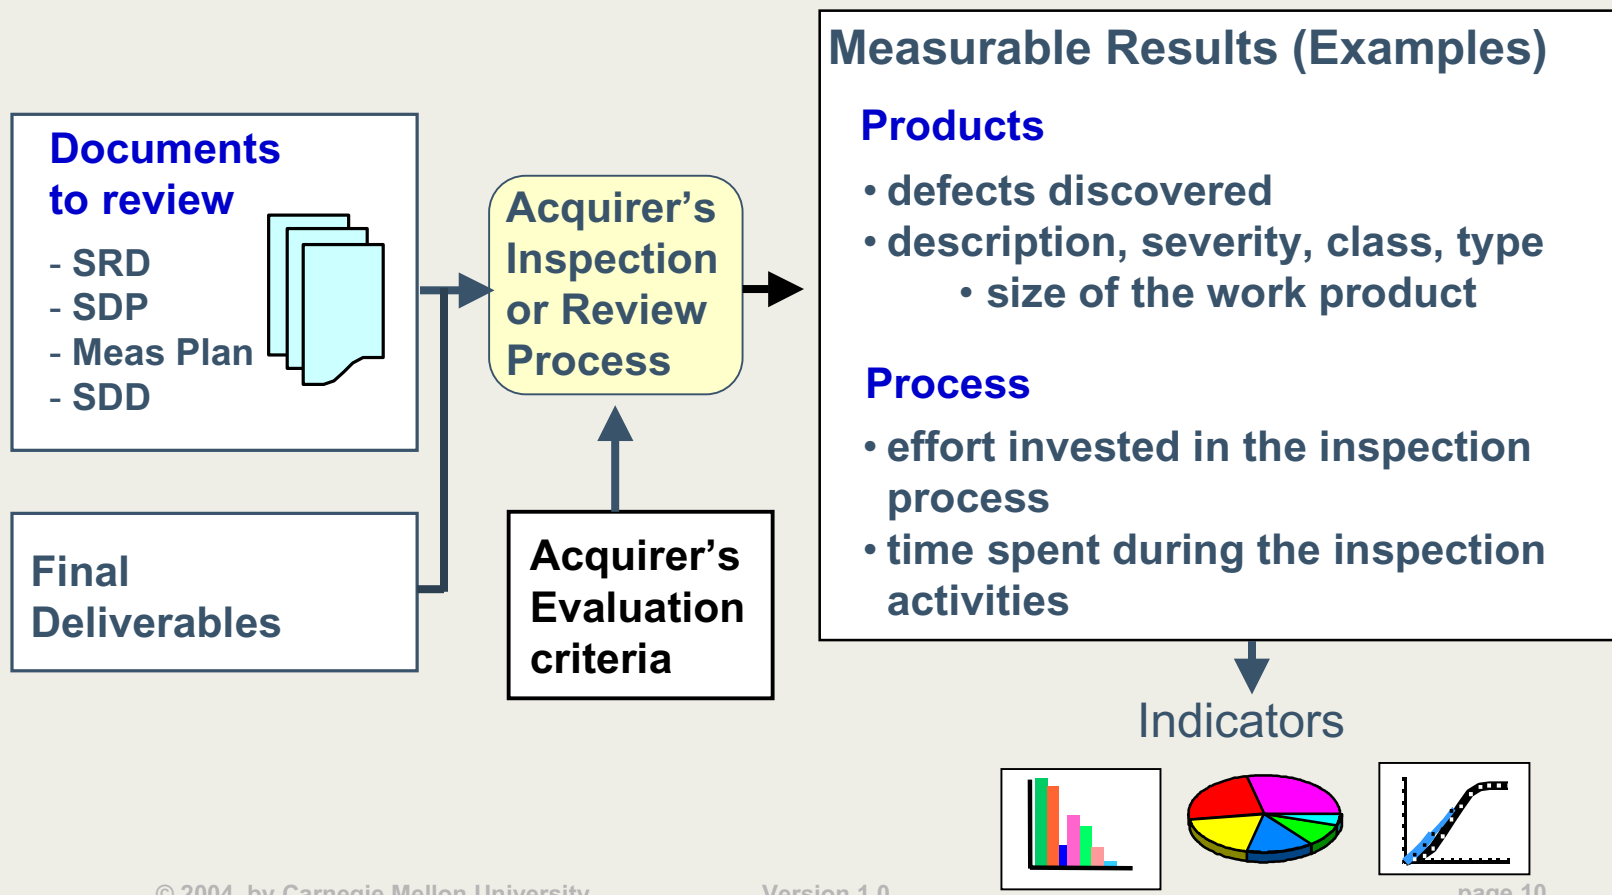 Documents
to review
- SRD
- SDP
- Meas Plan
- SDD
Final
Deliverables
Acquirer’s
Inspection
or Review
Process
Acquirer’s
Evaluation
criteria
Measurable Results (Examples)
Products
• defects discovered
• description, severity, class, type
• size of the work product
Process
• effort invested in the inspection
process
• time spent during the inspection
activities
Indicators
© 2004 by Carnegie Mellon University
Version 1.0
page 10